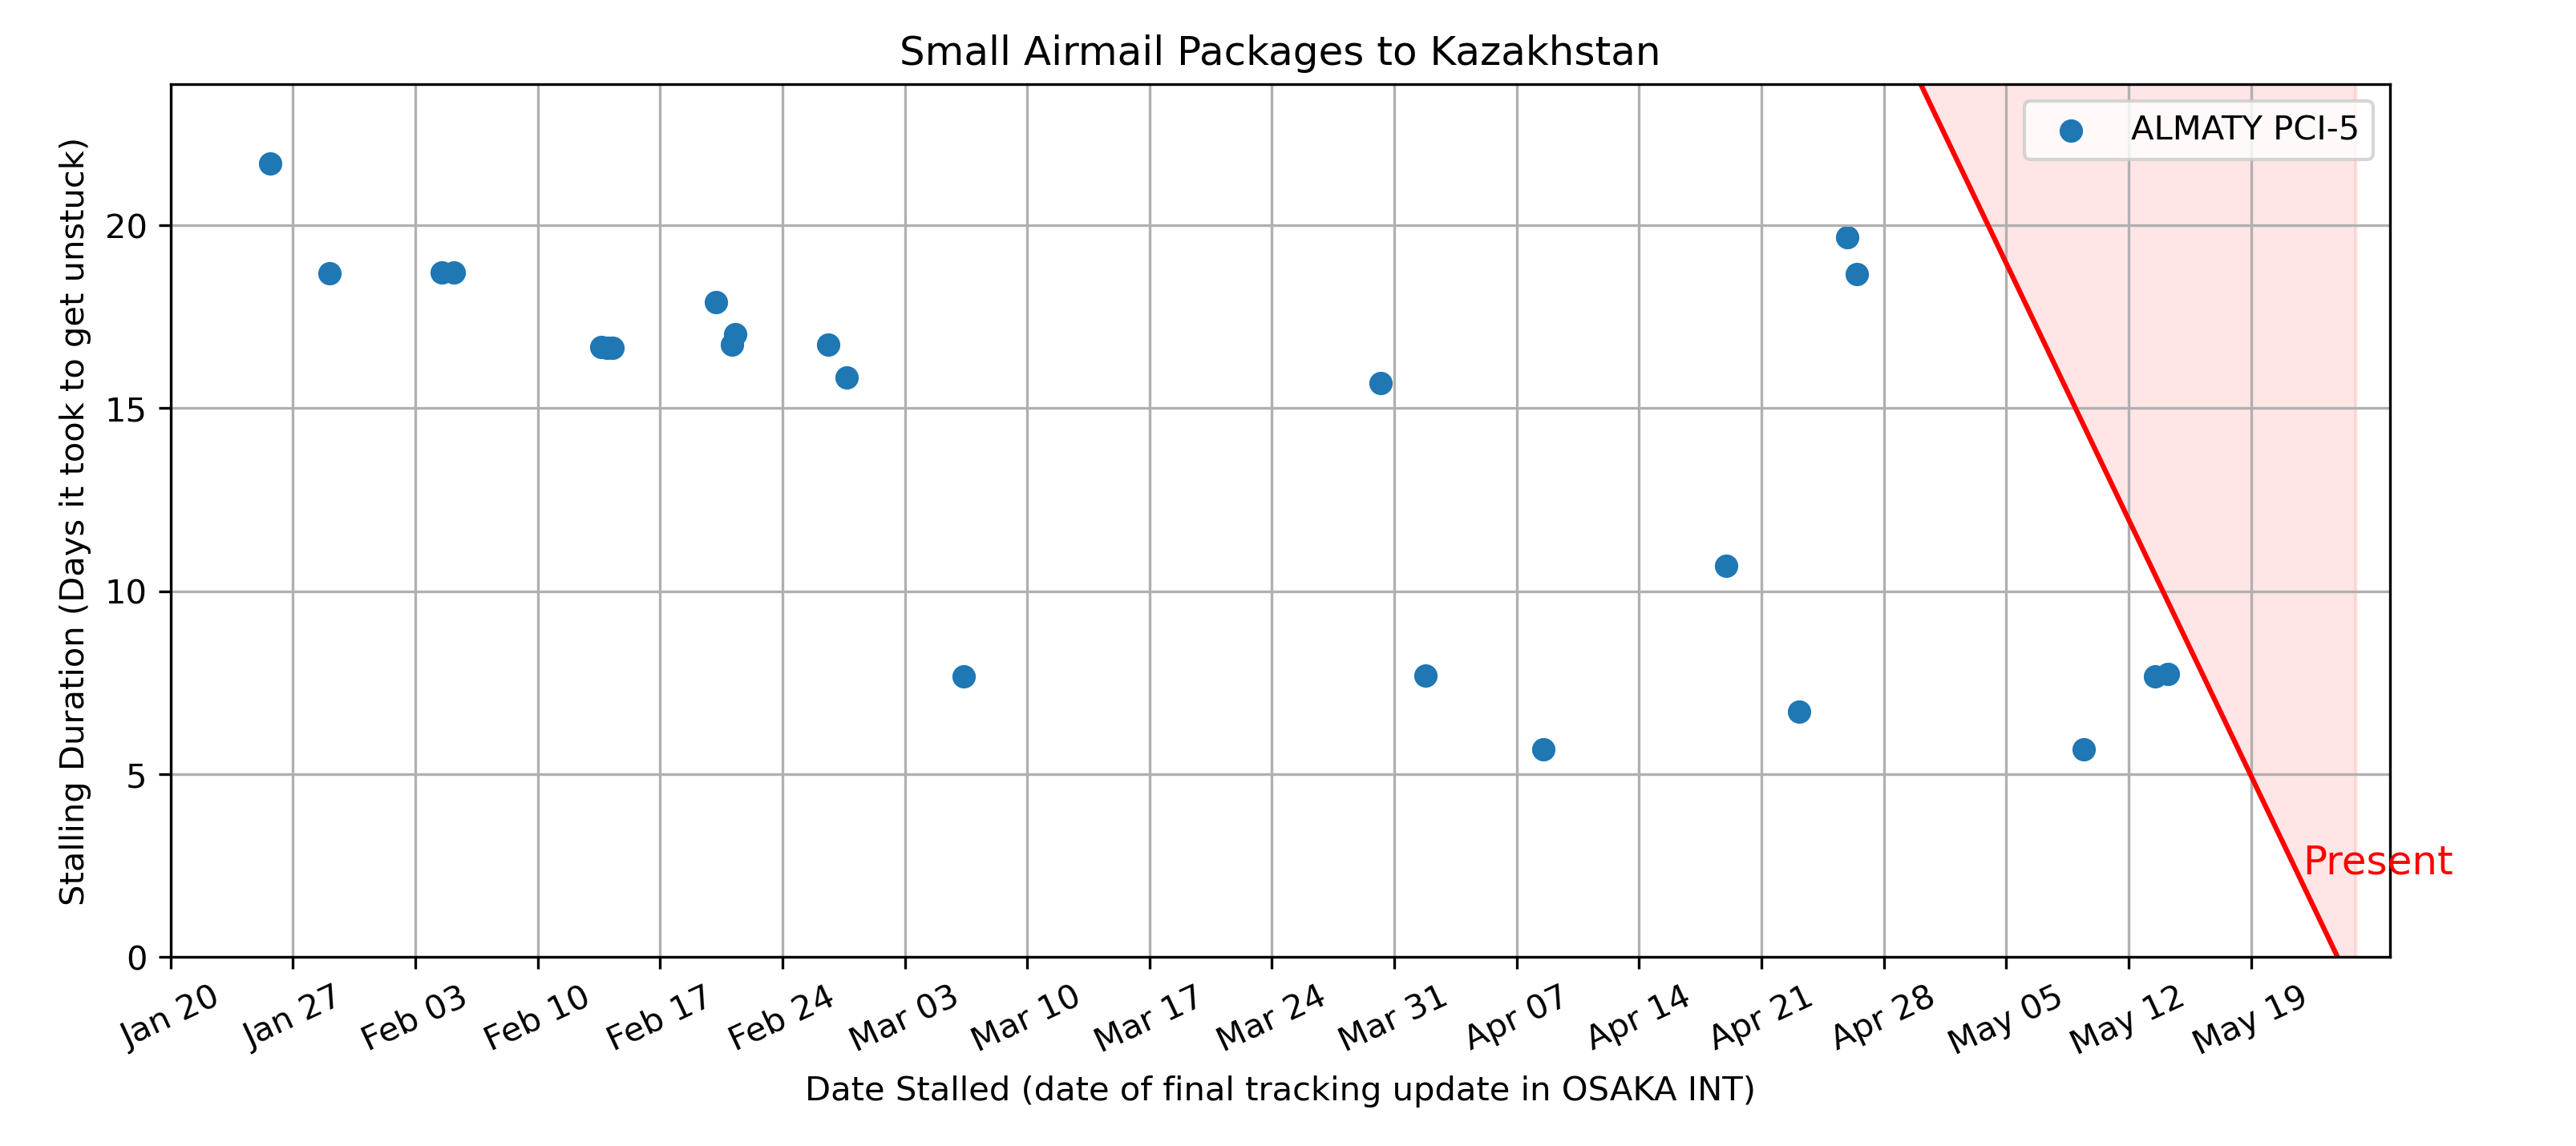 Small Airmail Packages to Kazakhstan
ALMATY PCI-5
Stalling Duration (Days it took to get unstuck)
20
15
10
5
0
Present
Jan 20
Jan 27
Feb 03
Feb 10
Feb 17
Feb 24
Mar 03
Mar 10
Mar 17
Mar 24
Mar 31
Apr 07
Apr 14
Apr 21
Apr 28
May 05
May 12
May 19
Date Stalled (date of final tracking update in OSAKA INT)